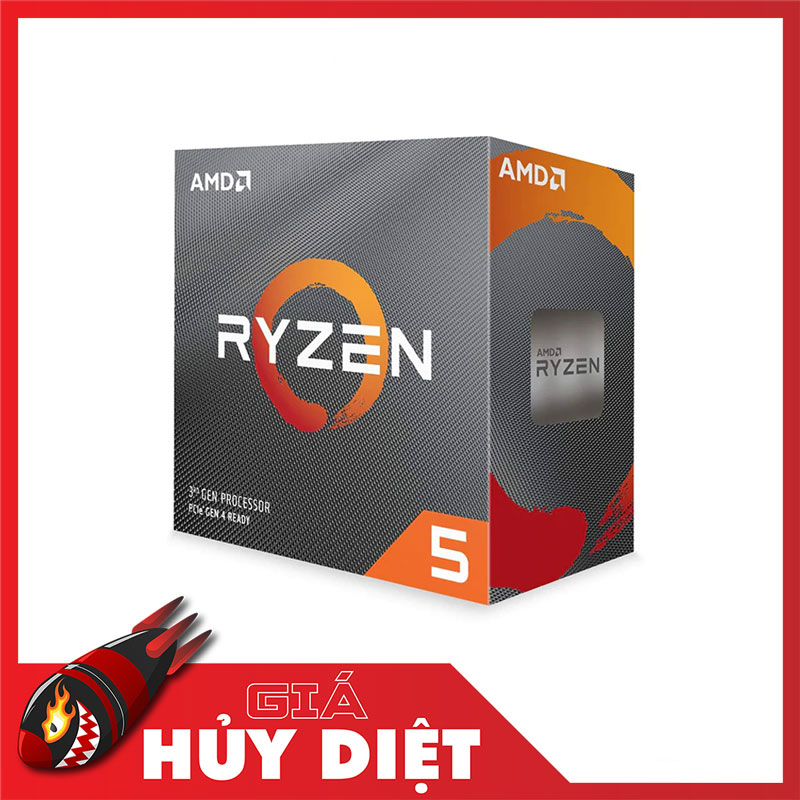 AMD
RYZEN
3rd GEN PROCESSOR
PCIe GEN 4 READY
5
AMD
AMD
RYZEN
GIÁ
HỦY DIỆT